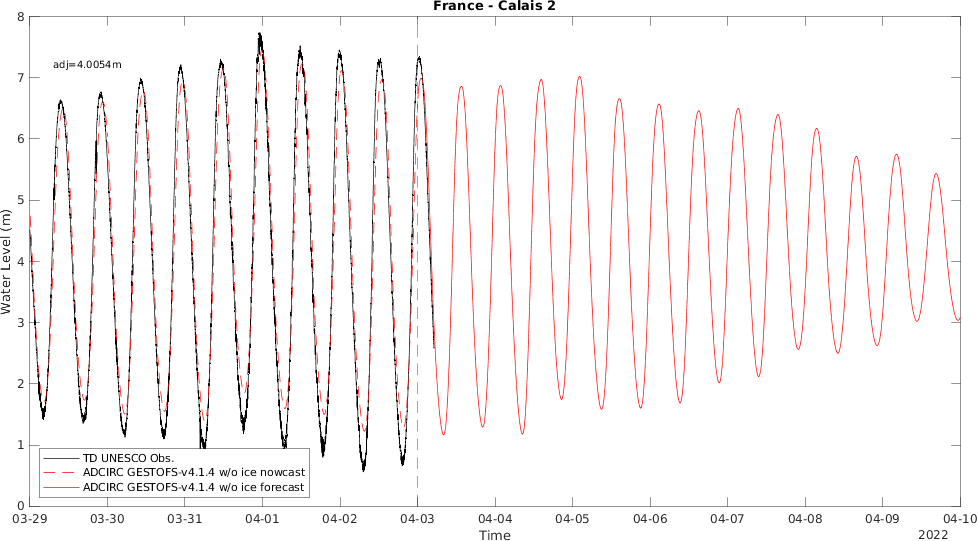 France - Calais 2
8
7
6
5
4
3
2
1
0
Water Level (m)
adj=4.0054m
TD UNESCO Obs.
ADCIRC GESTOFS-v4.1.4 w/o ice nowcast
ADCIRC GESTOFS-v4.1.4 w/o ice forecast
03-29 03-30 03-31 04-01 04-02 04-03 04-04 04-05 04-06 04-07 04-08 04-09 04-10
Time
2022